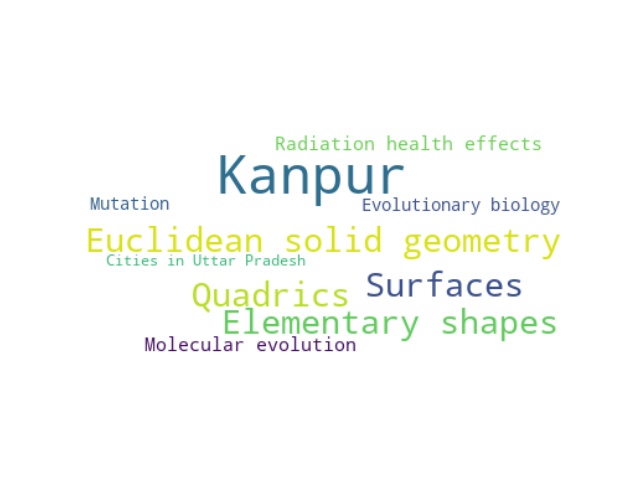 Radiation health effects
Kanpur
Mutation
Evolutionary biology
Euclidean solid geometry
Cities in Uttar Pradesh
Surfaces
Quadrics
Elementary shapes
Molecular evolution